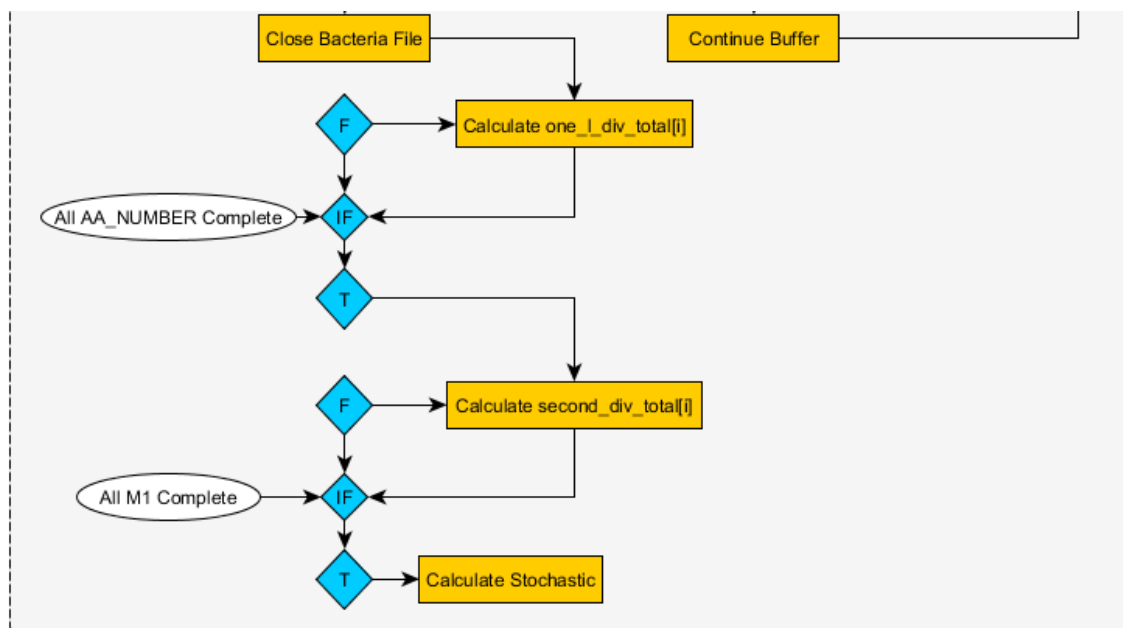 Close Bacteria File
Continue Buffer
F
Calculate one_l_div_total[i]
All AA_NUMBER Complete
IF
T
F
Calculate second_div_total[i]
All M1 Complete
IF
T
Calculate Stochastic